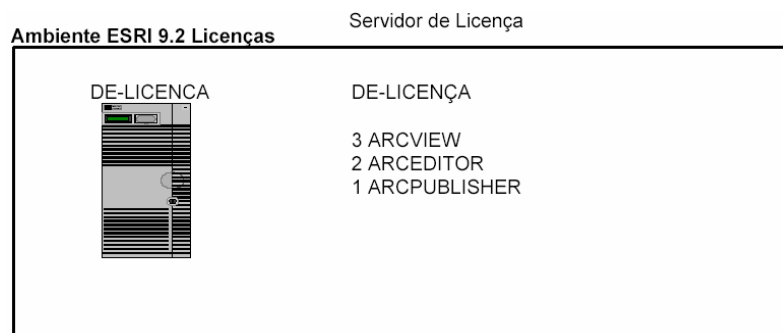 Servidor de Licença
Ambiente ESRI 9.2 Licenças
DE-LICENCA
DE-LICENÇA
3 ARCVIEW
2 ARCEDITOR
1 ARCPUBLISHER